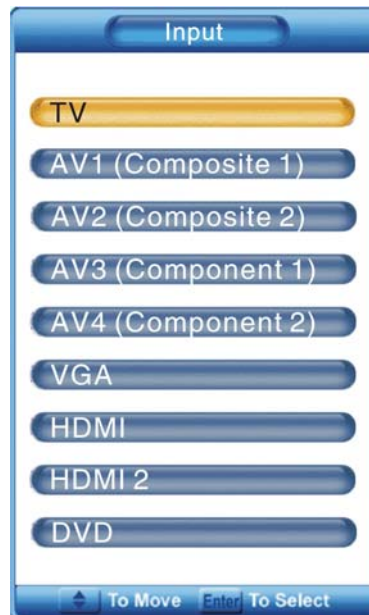 Input
TV
AV1 (Composite 1)
AV2 (Composite 2)
AV3 (Component 1)
AV4 (Component 2)
VGA
HDMI
HDMI 2
DVD
To Move Enter To Select